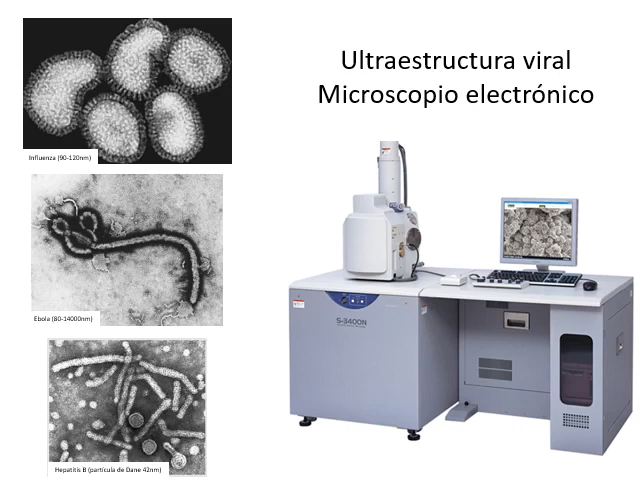 Ultraestructura viral
Microscopio electrónico
Influenza (90-120nm)
Ebola (80-14000nm)
Hepatitis B (partícula de Dane 42nm)
S-3400N